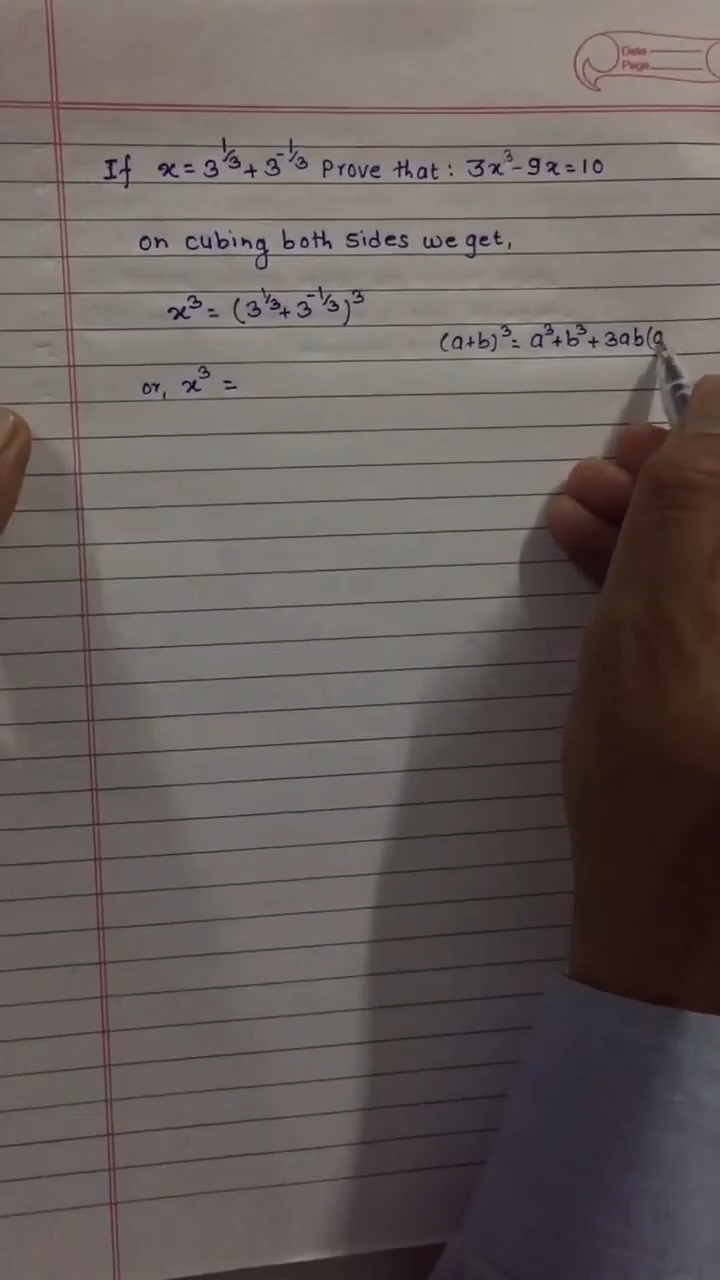 Date
Page
If x = 3^1/3 + 3^-1/3 Prove that : 3x³ - 9x = 10
on cubing both sides we get,
x³ = (3^1/3 + 3^-1/3)³
(a+b)³ = a³+b³+3ab(a
or, x³ =